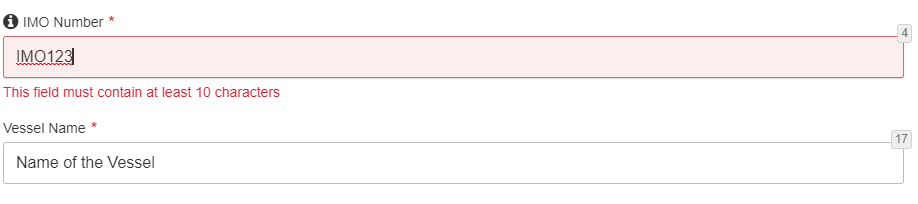 IMO Number *
4
IMO123
This field must contain at least 10 characters
Vessel Name *
17
Name of the Vessel